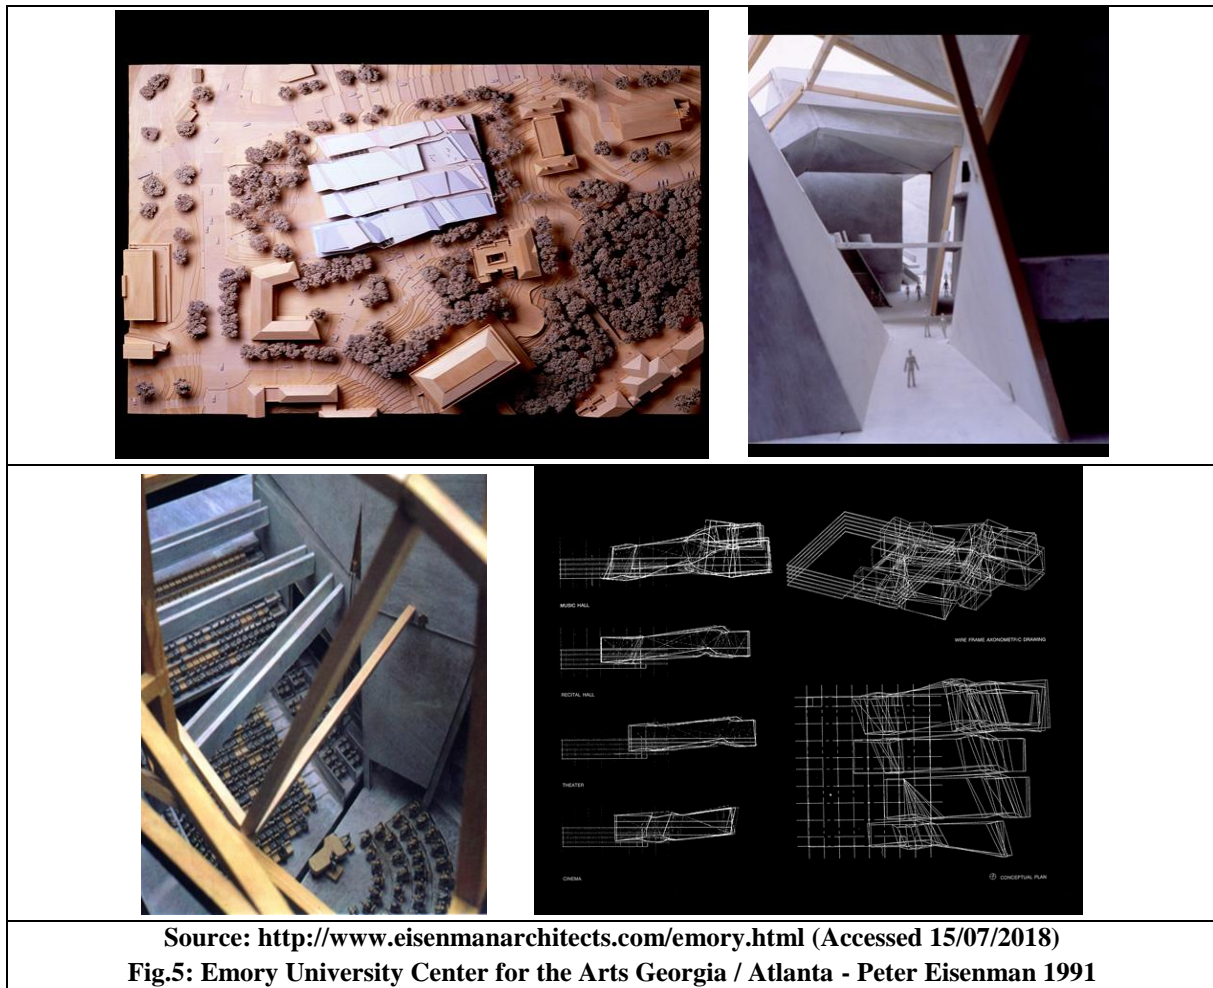 MUSIC HALL
WIRE FRAME AXONOMETRIC DRAWING
RECITAL HALL
THEATER
CINEMA
CONCEPTUAL PLAN
Source: http://www.eisenmanarchitects.com/emory.html (Accessed 15/07/2018)
Fig.5: Emory University Center for the Arts Georgia / Atlanta - Peter Eisenman 1991